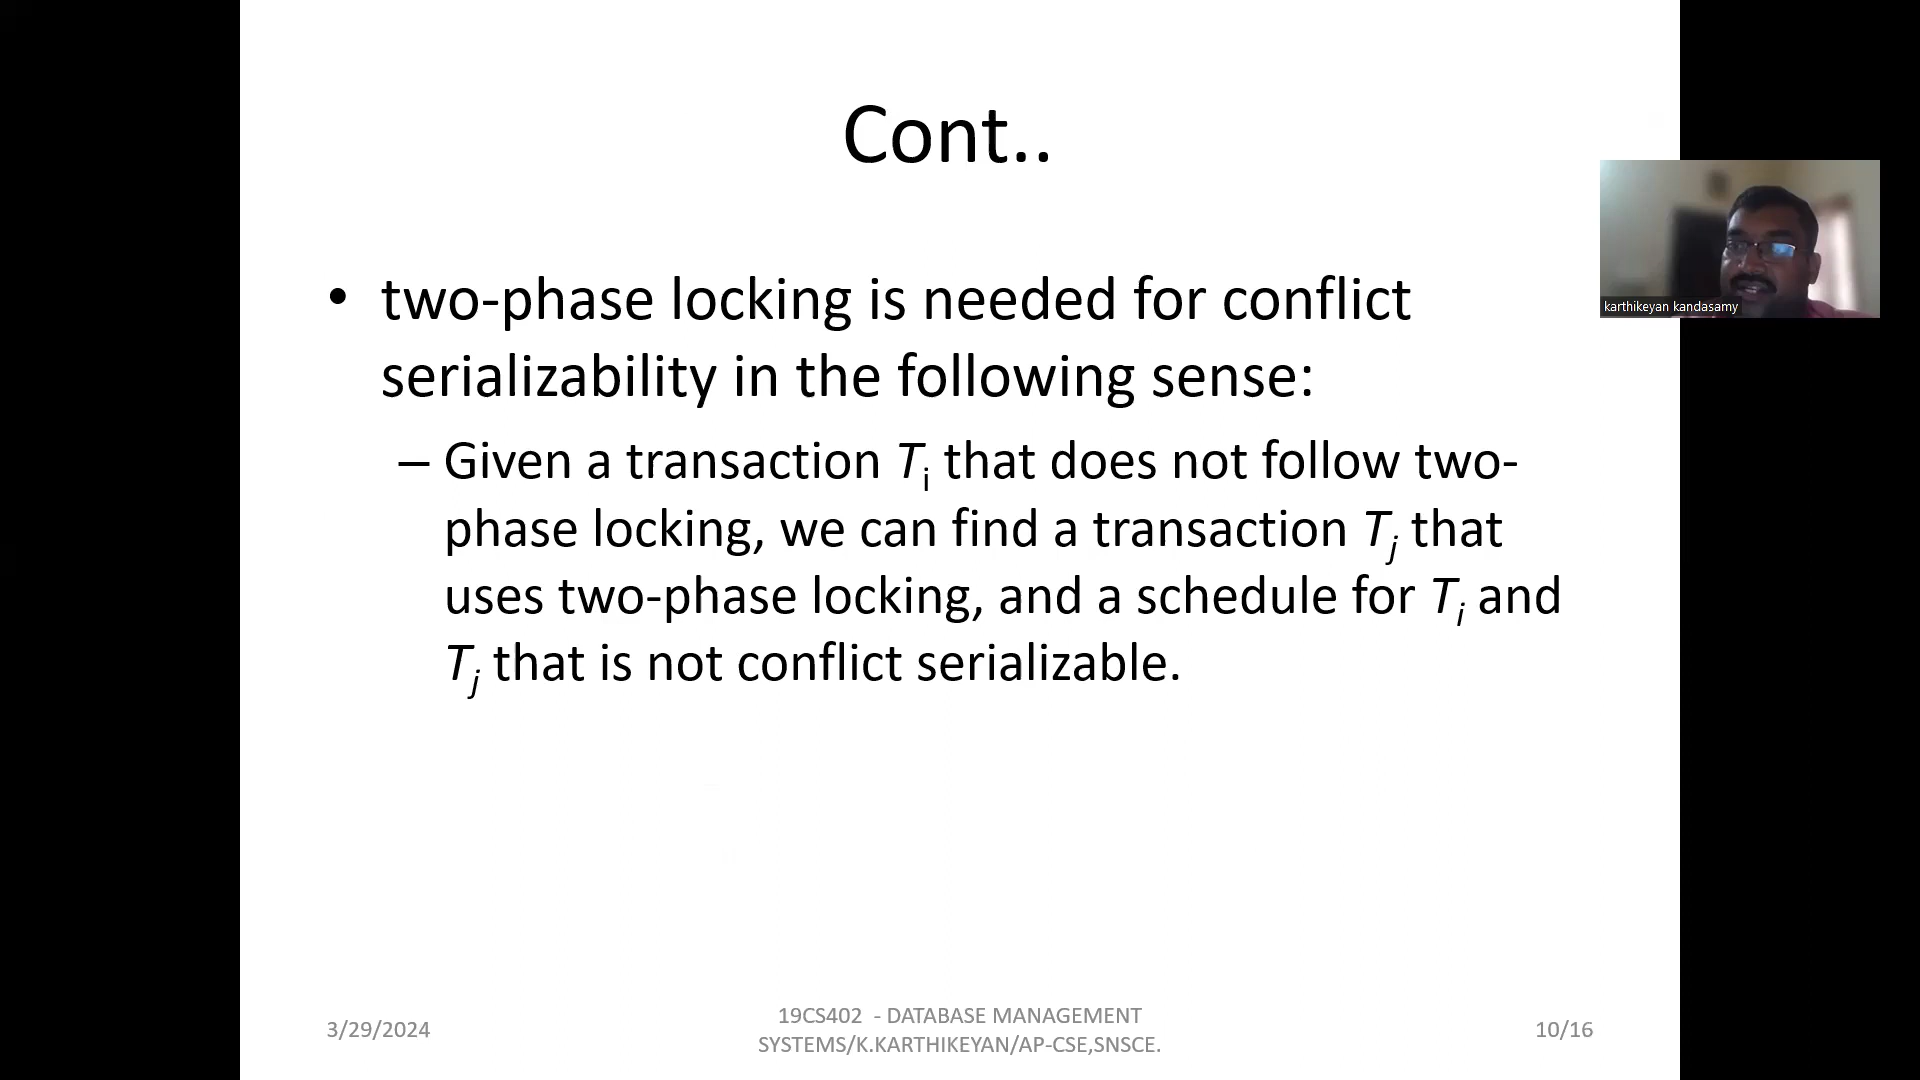 Cont..
• two-phase locking is needed for conflict
serializability in the following sense:
– Given a transaction Ti that does not follow two-
phase locking, we can find a transaction Tj that
uses two-phase locking, and a schedule for Ti and
Tj that is not conflict serializable.
karthikeyan kandasamy
3/29/2024
19CS402 - DATABASE MANAGEMENT
SYSTEMS/K.KARTHIKEYAN/AP-CSE,SNSCE.
10/16